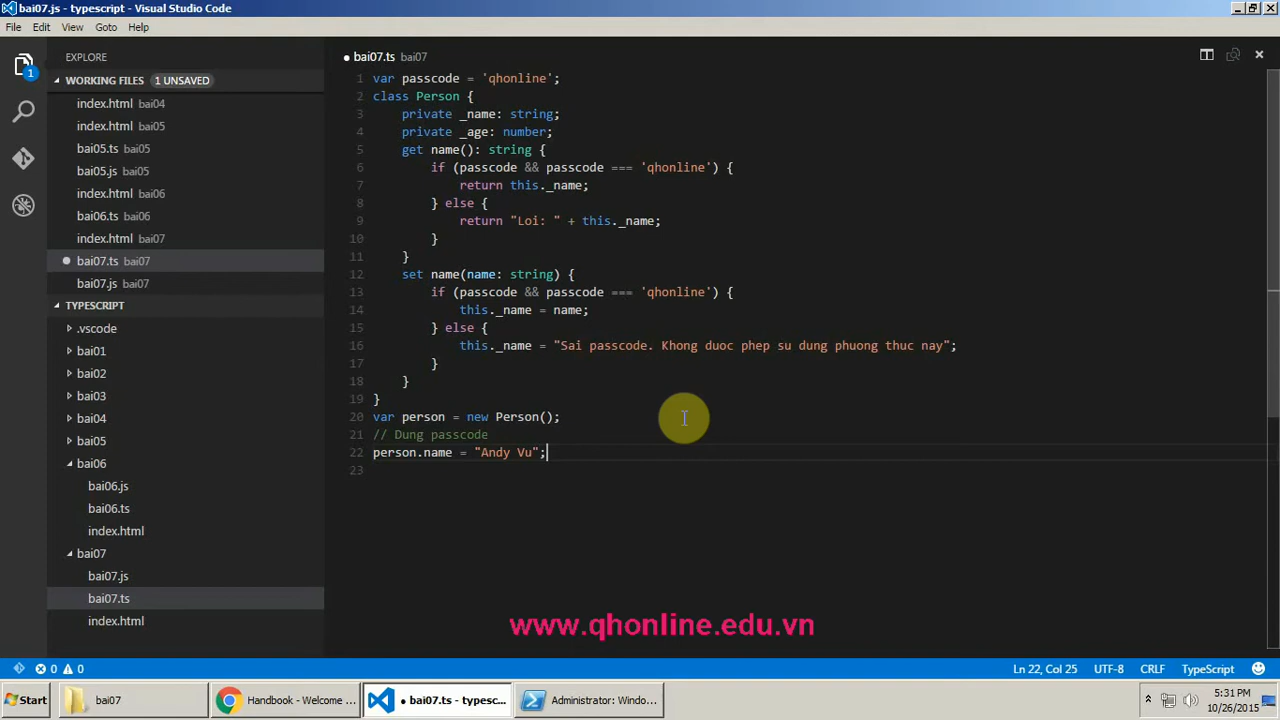 bai07.js - typescript - Visual Studio Code
File Edit View Goto Help
EXPLORE
WORKING FILES 1 UNSAVED
index.html bai04
index.html bai05
bai05.ts bai05
bai05.js bai05
index.html bai06
bai06.ts bai06
index.html bai07
bai07.ts bai07
bai07.js bai07
TYPESCRIPT
.vscode
bai01
bai02
bai03
bai04
bai05
bai06
bai06.js
bai06.ts
index.html
bai07
bai07.js
bai07.ts
index.html
1
bai07.ts bai07
1 var passcode = 'qhonline';
2 class Person {
3 private _name: string;
4 private _age: number;
5 get name(): string {
6 if (passcode && passcode === 'qhonline') {
7 return this._name;
8 } else {
9 return "Loi: " + this._name;
10 }
11 }
12 set name(name: string) {
13 if (passcode && passcode === 'qhonline') {
14 this._name = name;
15 } else {
16 this._name = "Sai passcode. Khong duoc phep su dung phuong thuc nay";
17 }
18 }
19 }
20 var person = new Person();
21 // Dung passcode
22 person.name = "Andy Vu";
23
www.qhonline.edu.vn
0 0 Ln 22, Col 25 UTF-8 CRLF TypeScript
Start bai07 Handbook - Welcome ... bai07.ts - typesc... Administrator: Windo... 5:31 PM
10/26/2015